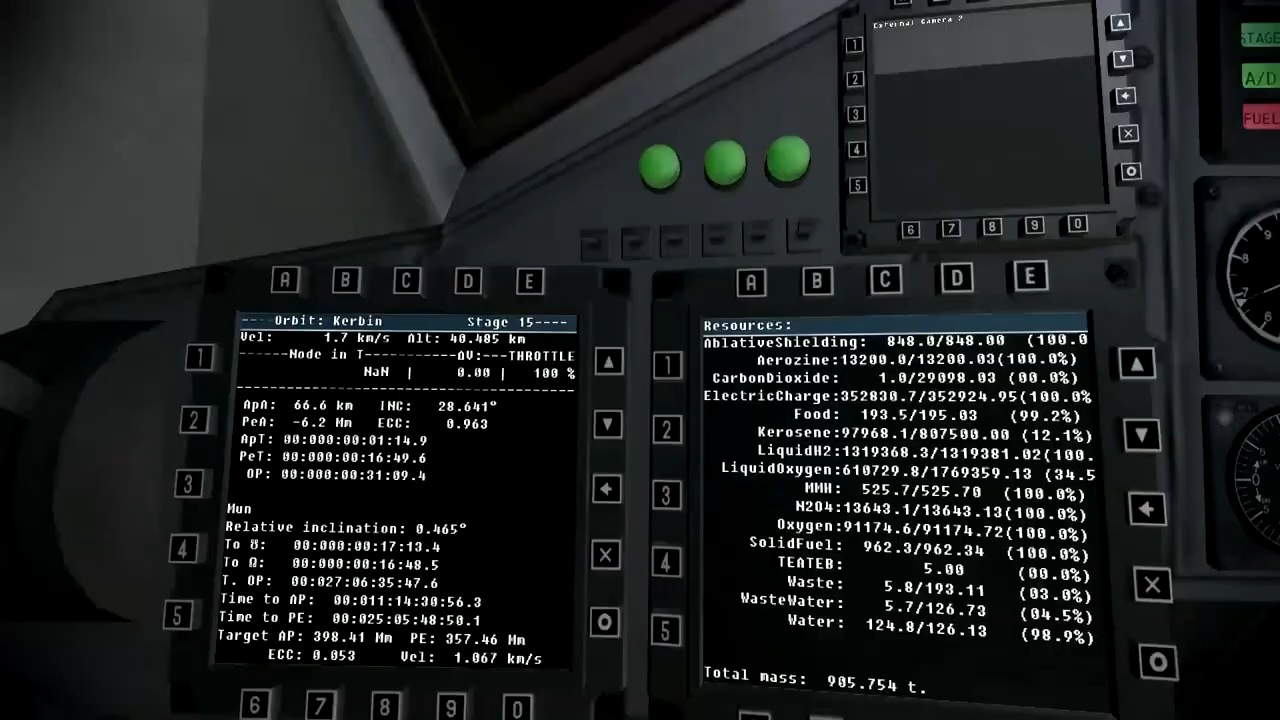 External Camera 2
STAGE
A/D
FUEL
1
2
3
4
5
6 7 8 9 0
A B C D E
----Orbit: Kerbin Stage 15----
Vel: 1.7 km/s Alt: 40.485 km
------Node in T-----------ΔV:---THROTTLE
NaN | 0.00 | 100 %
ApA: 66.6 km INC: 28.641°
PeA: -6.2 Mm ECC: 0.963
ApT: 00:000:00:01:14.9
PeT: 00:000:00:16:49.6
OP: 00:000:00:31:09.4
Mun
Relative inclination: 0.465°
To ☋: 00:000:00:17:13.4
To Ω: 00:000:00:16:48.5
T. OP: 00:027:06:35:47.6
Time to AP: 00:011:14:30:56.3
Time to PE: 00:025:05:48:50.1
Target AP: 398.41 Mm PE: 357.46 Mm
ECC: 0.053 Vel: 1.067 km/s
1
2
3
4
5
6 7 8 9 0
A B C D E
Resources:
AblativeShielding: 848.0/848.00 (100.0
Aerozine:13200.0/13200.03(100.0%)
CarbonDioxide: 1.0/29098.03 (00.0%)
ElectricCharge:352830.7/352924.95(100.0%
Food: 193.5/195.03 (99.2%)
Kerosene:97968.1/807500.00 (12.1%)
LiquidH2:1319368.3/1319381.02(100.
LiquidOxygen:610729.8/1769359.13 (34.5
MMH: 525.7/525.70 (100.0%)
N2O4:13643.1/13643.13(100.0%)
Oxygen:91174.6/91174.72(100.0%)
SolidFuel: 962.3/962.34 (100.0%)
TEATEB: 5.00 (00.0%)
Waste: 5.8/193.11 (03.0%)
WasteWater: 5.7/126.73 (04.5%)
Water: 124.8/126.13 (98.9%)
Total mass: 905.754 t.
1
2
3
4
5
9
8
7
6